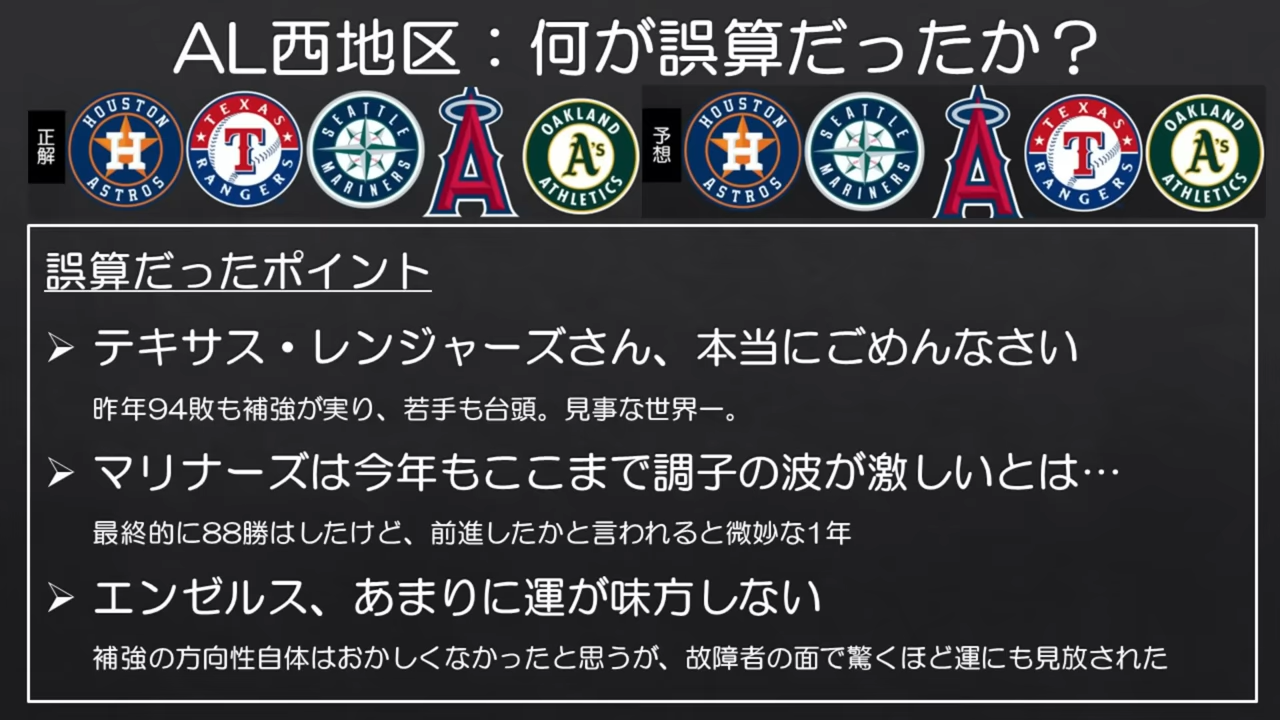 AL西地区：何が誤算だったか？
正解
HOUSTON ASTROS
TEXAS RANGERS T
SEATTLE MARINERS
A
OAKLAND ATHLETICS A's
予想
HOUSTON ASTROS
SEATTLE MARINERS
A
TEXAS RANGERS T
OAKLAND ATHLETICS A's
誤算だったポイント
➢ テキサス・レンジャーズさん、本当にごめんなさい
昨年94敗も補強が実り、若手も台頭。見事な世界一。
➢ マリナーズは今年もここまで調子の波が激しいとは…
最終的に88勝はしたけど、前進したかと言われると微妙な1年
➢ エンゼルス、あまりに運が味方しない
補強の方向性自体はおかしくなかったと思うが、故障者の面で驚くほど運にも見放された